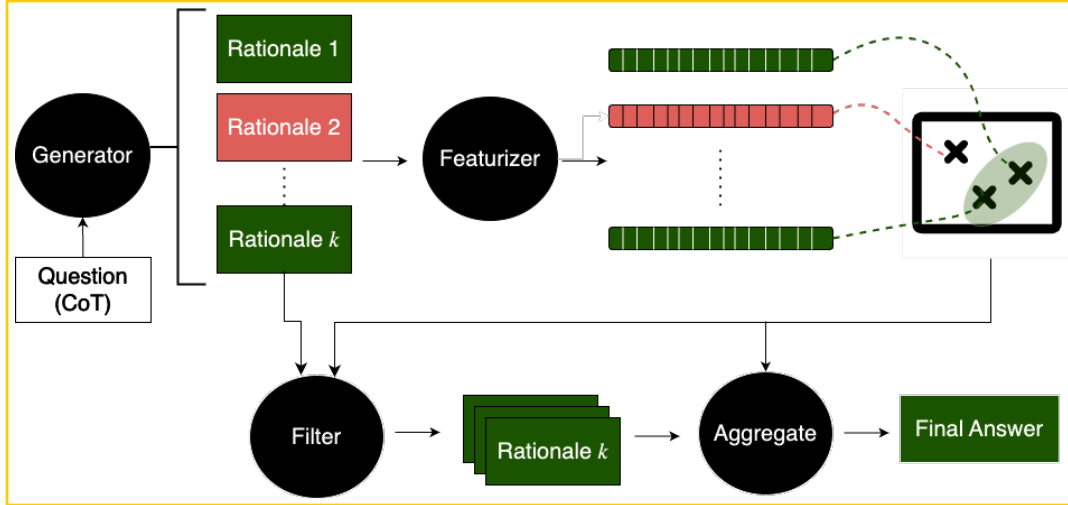 Rationale 1
Rationale 2
Generator
Featurizer
Rationale k
Question
(CoT)
Filter
Rationale k
Aggregate
Final Answer